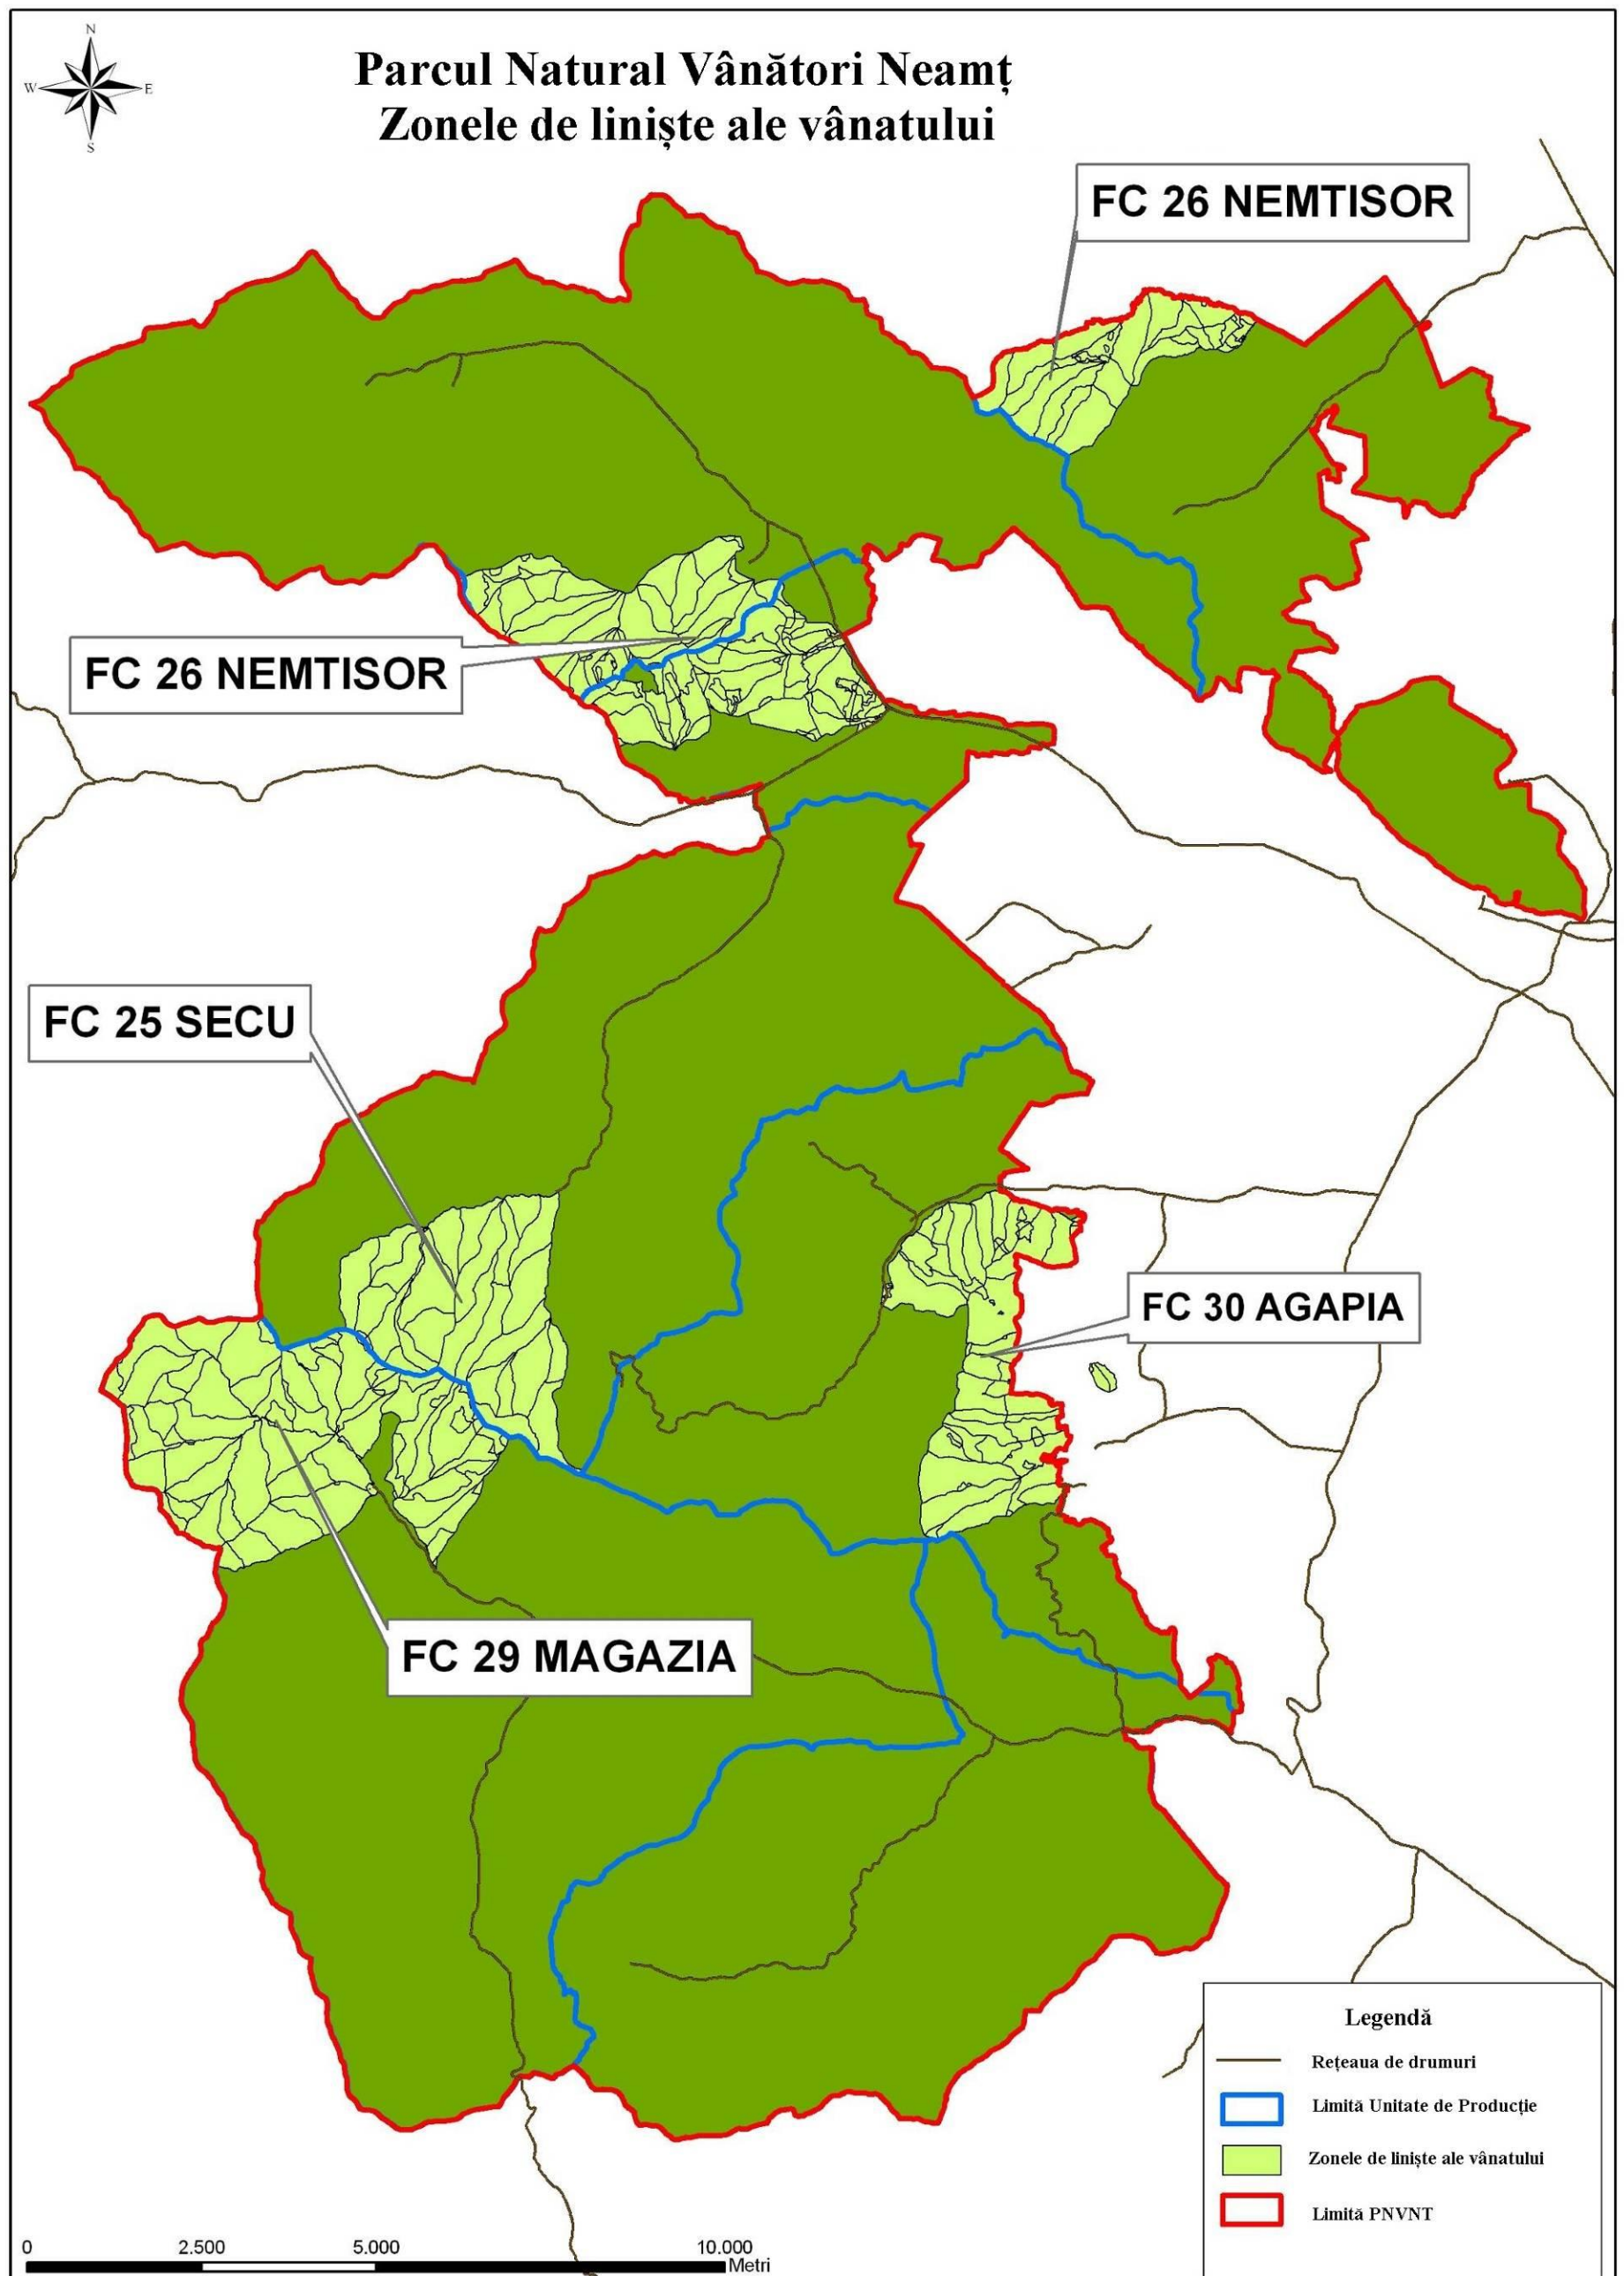 N
W E
S
Parcul Natural Vânători Neamț
Zonele de liniște ale vânatului
FC 26 NEMTISOR
FC 26 NEMTISOR
FC 25 SECU
FC 30 AGAPIA
FC 29 MAGAZIA
Legendă
Rețeaua de drumuri
Limită Unitate de Producție
Zonele de liniște ale vânatului
Limită PNVNT
0 2.500 5.000 10.000
Metri